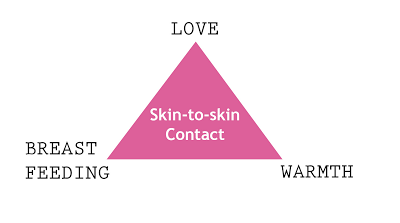 LOVE
Skin-to-skin
Contact
BREAST
FEEDING
WARMTH